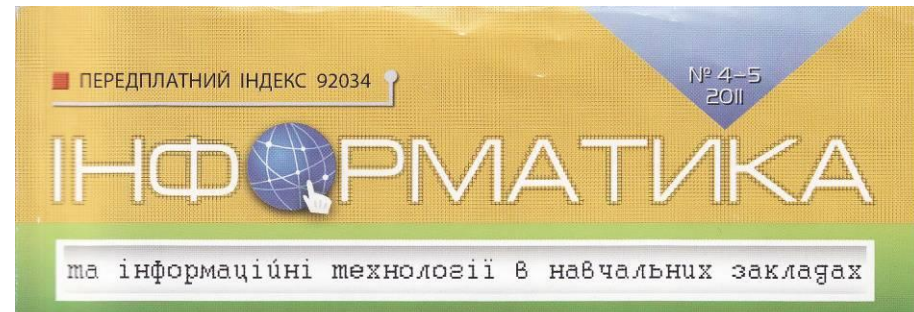 ПЕРЕДПЛАТНИЙ ІНДЕКС 92034
№ 4–5
2011
ІНФОРМАТИКА
та інформаційні технології в навчальних закладах